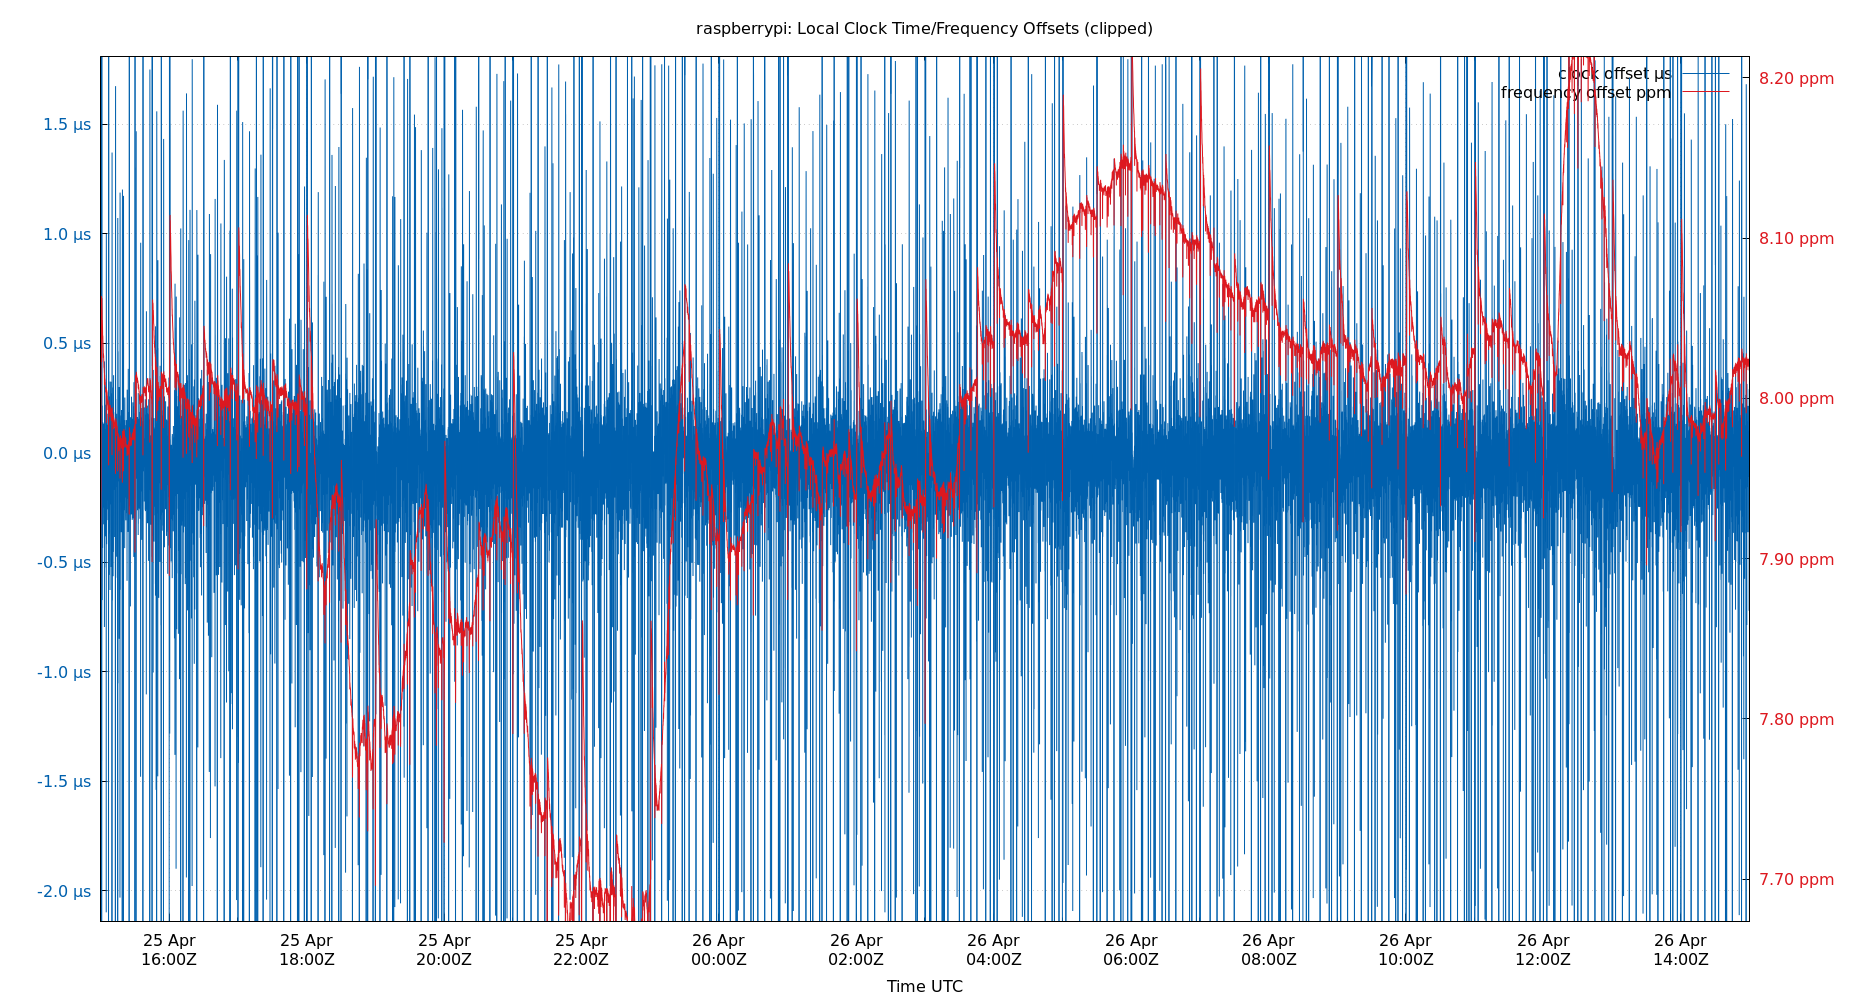 raspberrypi: Local Clock Time/Frequency Offsets (clipped)
clock offset µs
frequency offset ppm
1.5 µs
1.0 µs
0.5 µs
0.0 µs
-0.5 µs
-1.0 µs
-1.5 µs
-2.0 µs
8.20 ppm
8.10 ppm
8.00 ppm
7.90 ppm
7.80 ppm
7.70 ppm
25 Apr 25 Apr 25 Apr 25 Apr 26 Apr 26 Apr 26 Apr 26 Apr 26 Apr 26 Apr 26 Apr 26 Apr
16:00Z 18:00Z 20:00Z 22:00Z 00:00Z 02:00Z 04:00Z 06:00Z 08:00Z 10:00Z 12:00Z 14:00Z
Time UTC